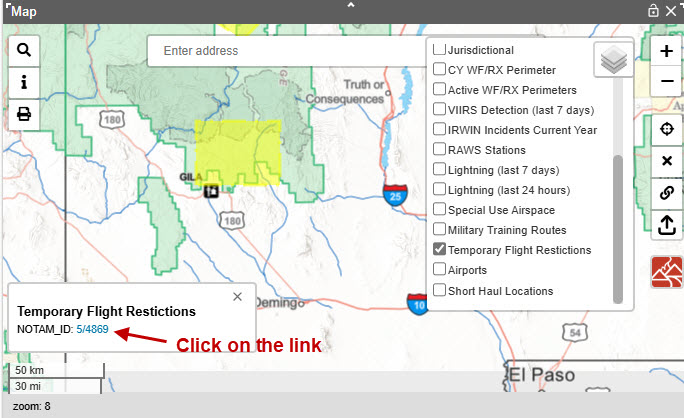 Map
Enter address
Jurisdictional
CY WF/RX Perimeter
Active WF/RX Perimeters
VIIRS Detection (last 7 days)
IRWIN Incidents Current Year
RAWS Stations
Lightning (last 7 days)
Lightning (last 24 hours)
Special Use Airspace
Military Training Routes
Temporary Flight Restictions
Airports
Short Haul Locations
Truth or
Consequences
180
GILA
180
25
10
54
Deming
El Paso
Temporary Flight Restictions
NOTAM_ID: 5/4869
Click on the link
50 km
30 mi
zoom: 8